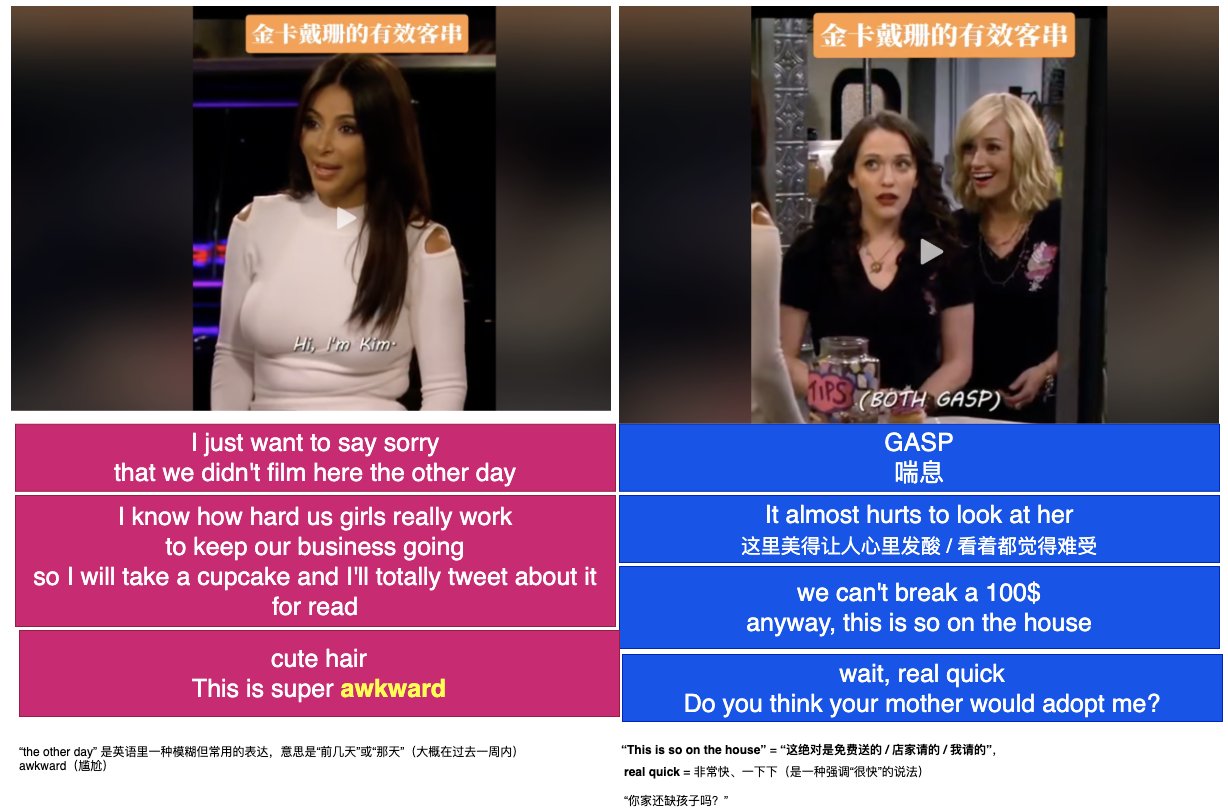 金卡戴珊的有效客串
Hi, I'm Kim.
I just want to say sorry
that we didn't film here the other day
I know how hard us girls really work
to keep our business going
so I will take a cupcake and I'll totally tweet about it
for read
cute hair
This is super awkward
“the other day” 是英语里一种模糊但常用的表达，意思是“前几天”或“那天”（大概在过去一周内）
awkward（尴尬）
金卡戴珊的有效客串
TIPS
(BOTH GASP)
GASP
喘息
It almost hurts to look at her
这里美得让人心里发酸 / 看着都觉得难受
we can't break a 100$
anyway, this is so on the house
wait, real quick
Do you think your mother would adopt me?
“This is so on the house” = “这绝对是免费送的 / 店家请的 / 我请的”，
real quick = 非常快、一下下（是一种强调“很快”的说法）
“你家还缺孩子吗？”